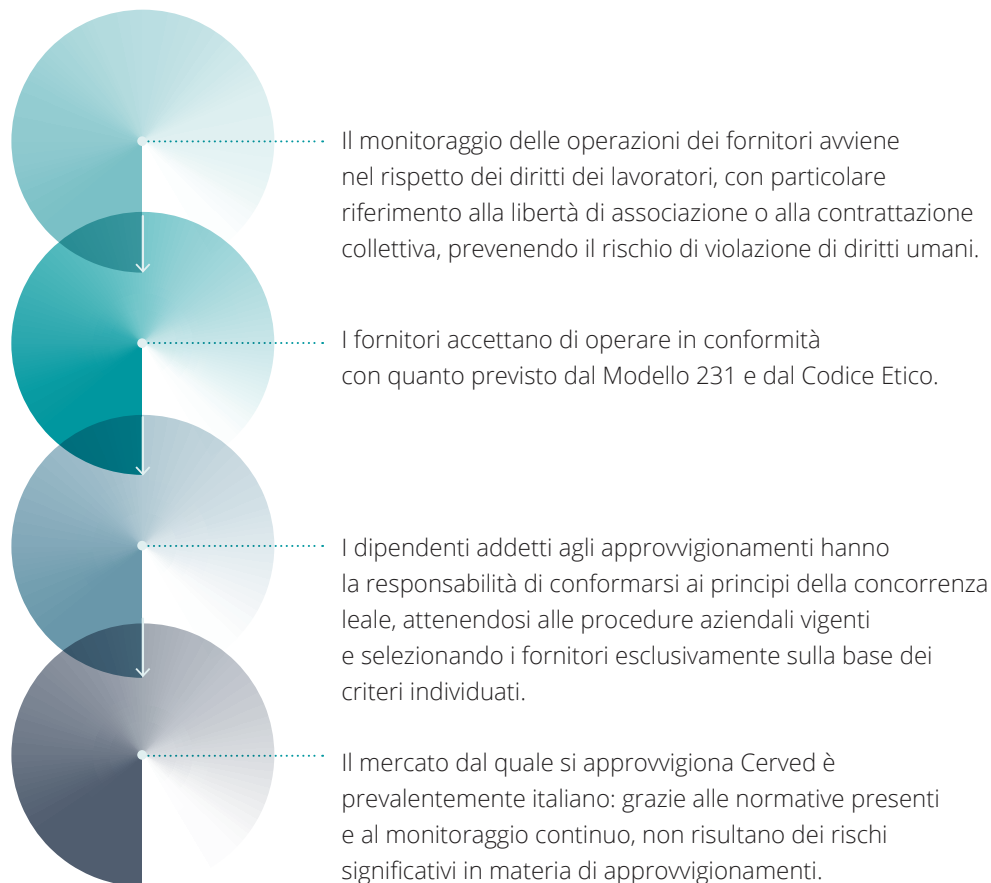 Il monitoraggio delle operazioni dei fornitori avviene
nel rispetto dei diritti dei lavoratori, con particolare
riferimento alla libertà di associazione o alla contrattazione
collettiva, prevenendo il rischio di violazione di diritti umani.
I fornitori accettano di operare in conformità
con quanto previsto dal Modello 231 e dal Codice Etico.
I dipendenti addetti agli approvvigionamenti hanno
la responsabilità di conformarsi ai principi della concorrenza
leale, attenendosi alle procedure aziendali vigenti
e selezionando i fornitori esclusivamente sulla base dei
criteri individuati.
Il mercato dal quale si approvvigiona Cerved è
prevalentemente italiano: grazie alle normative presenti
e al monitoraggio continuo, non risultano dei rischi
significativi in materia di approvvigionamenti.